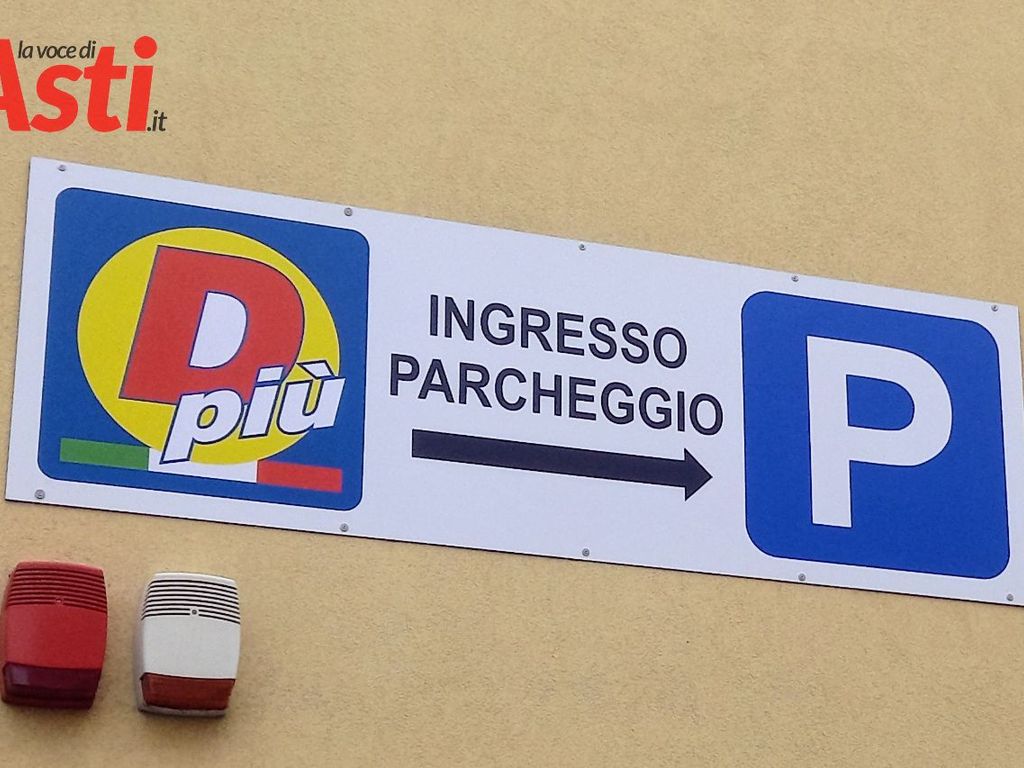 la voce di
Asti.it
D
più
INGRESSO
PARCHEGGIO
P